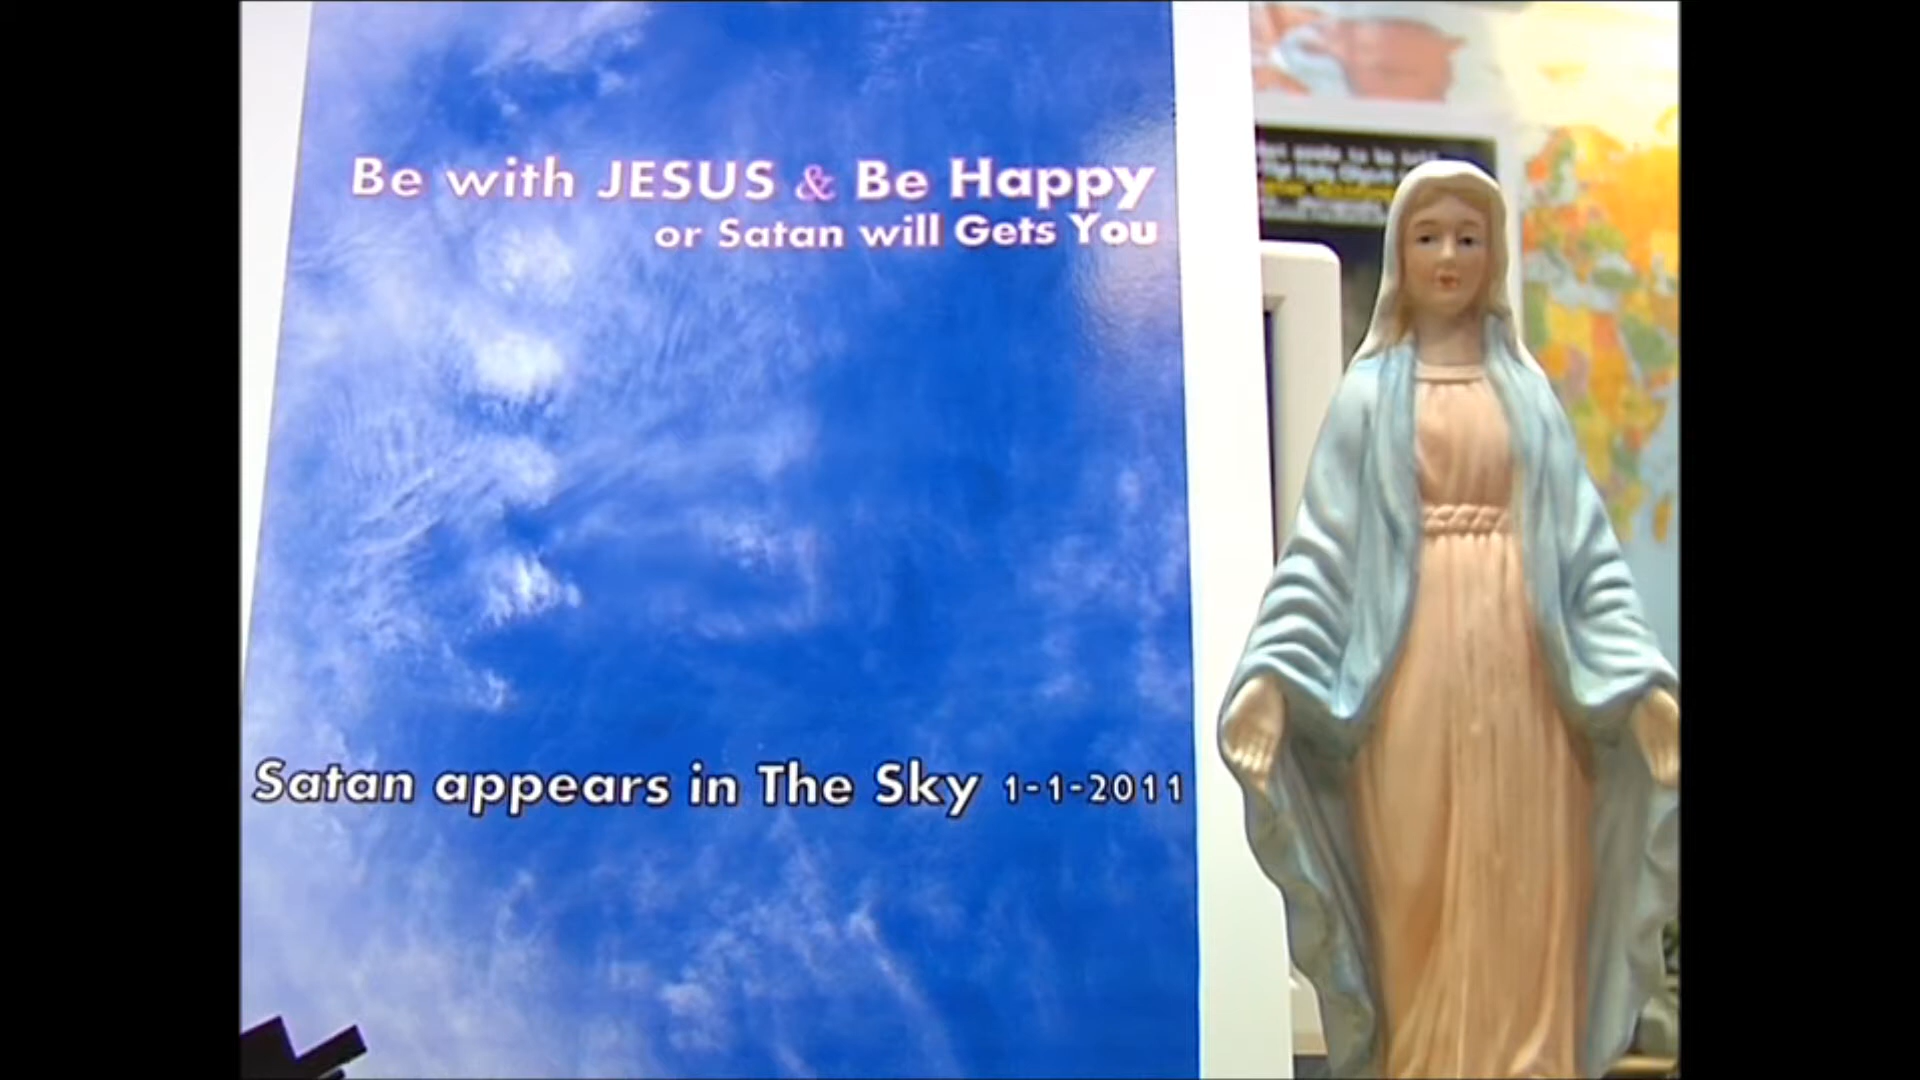 Be with JESUS & Be Happy
or Satan will Gets You
Satan appears in The Sky 1-1-2011